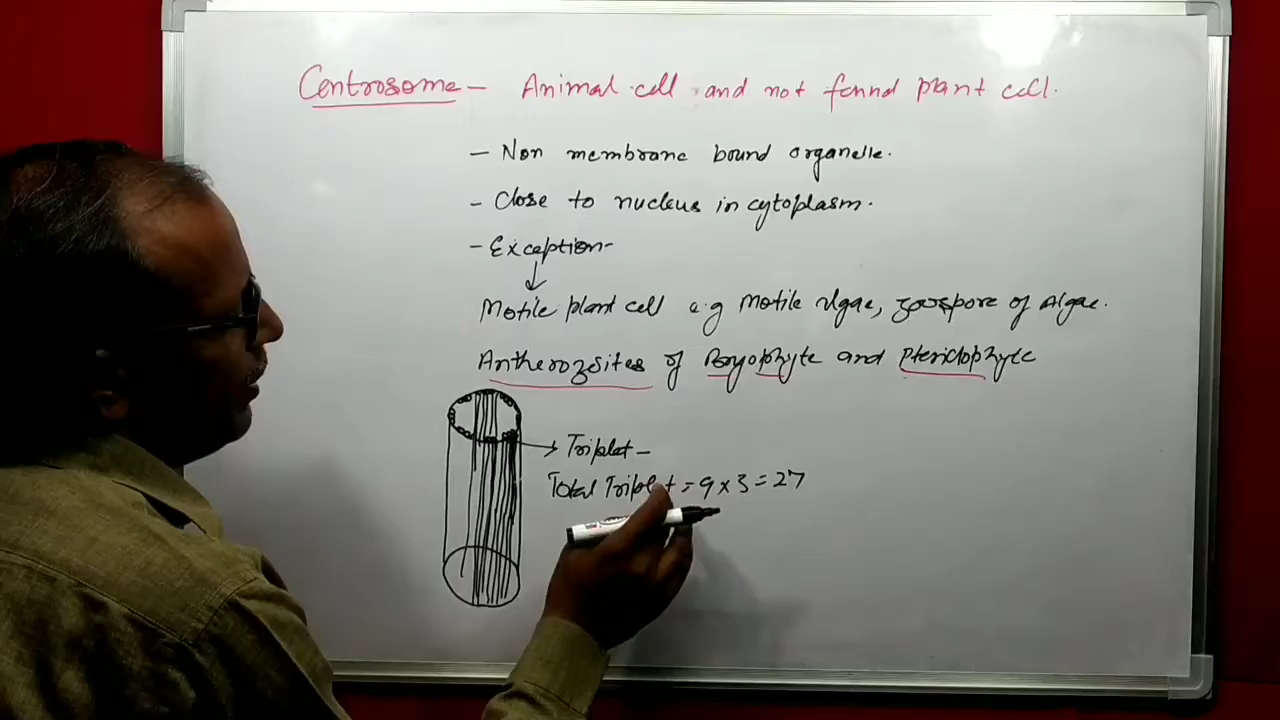 Centrosome - Animal cell and not found plant cell.
- Non membrane bound organelle.
- Close to nucleus in cytoplasm.
- Exception-
Motile plant cell e.g Motile algae, zoospore of Algae.
Antherozoites of Bryophyte and Pteridophyte
Triplet-
Total Triplet = 9 x 3 = 27